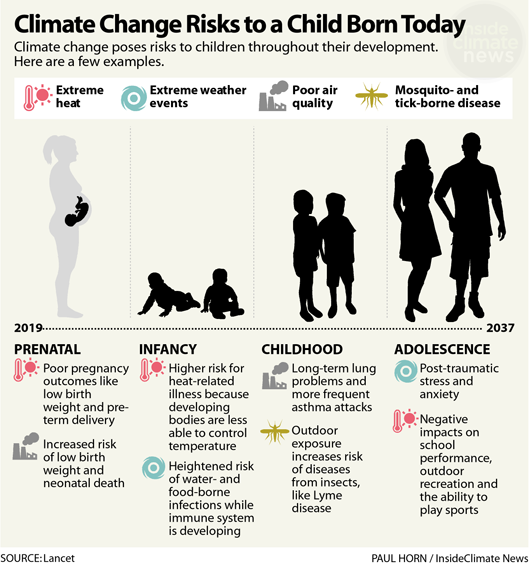 Climate Change Risks to a Child Born Today
Climate change poses risks to children throughout their development.
Here are a few examples.
inside
climate
news
Extreme
heat
Extreme weather
events
Poor air
quality
Mosquito- and
tick-borne disease
2019
2037
PRENATAL
Poor pregnancy
outcomes like
low birth
weight and pre-
term delivery
Increased risk
of low birth
weight and
neonatal death
INFANCY
Higher risk for
heat-related
illness because
developing
bodies are less
able to control
temperature
Heightened risk
of water- and
food-borne
infections while
immune system
is developing
CHILDHOOD
Long-term lung
problems and
more frequent
asthma attacks
Outdoor
exposure
increases risk
of diseases
from insects,
like Lyme
disease
ADOLESCENCE
Post-traumatic
stress and
anxiety
Negative
impacts on
school
performance,
outdoor
recreation and
the ability to
play sports
SOURCE: Lancet
PAUL HORN / InsideClimate News